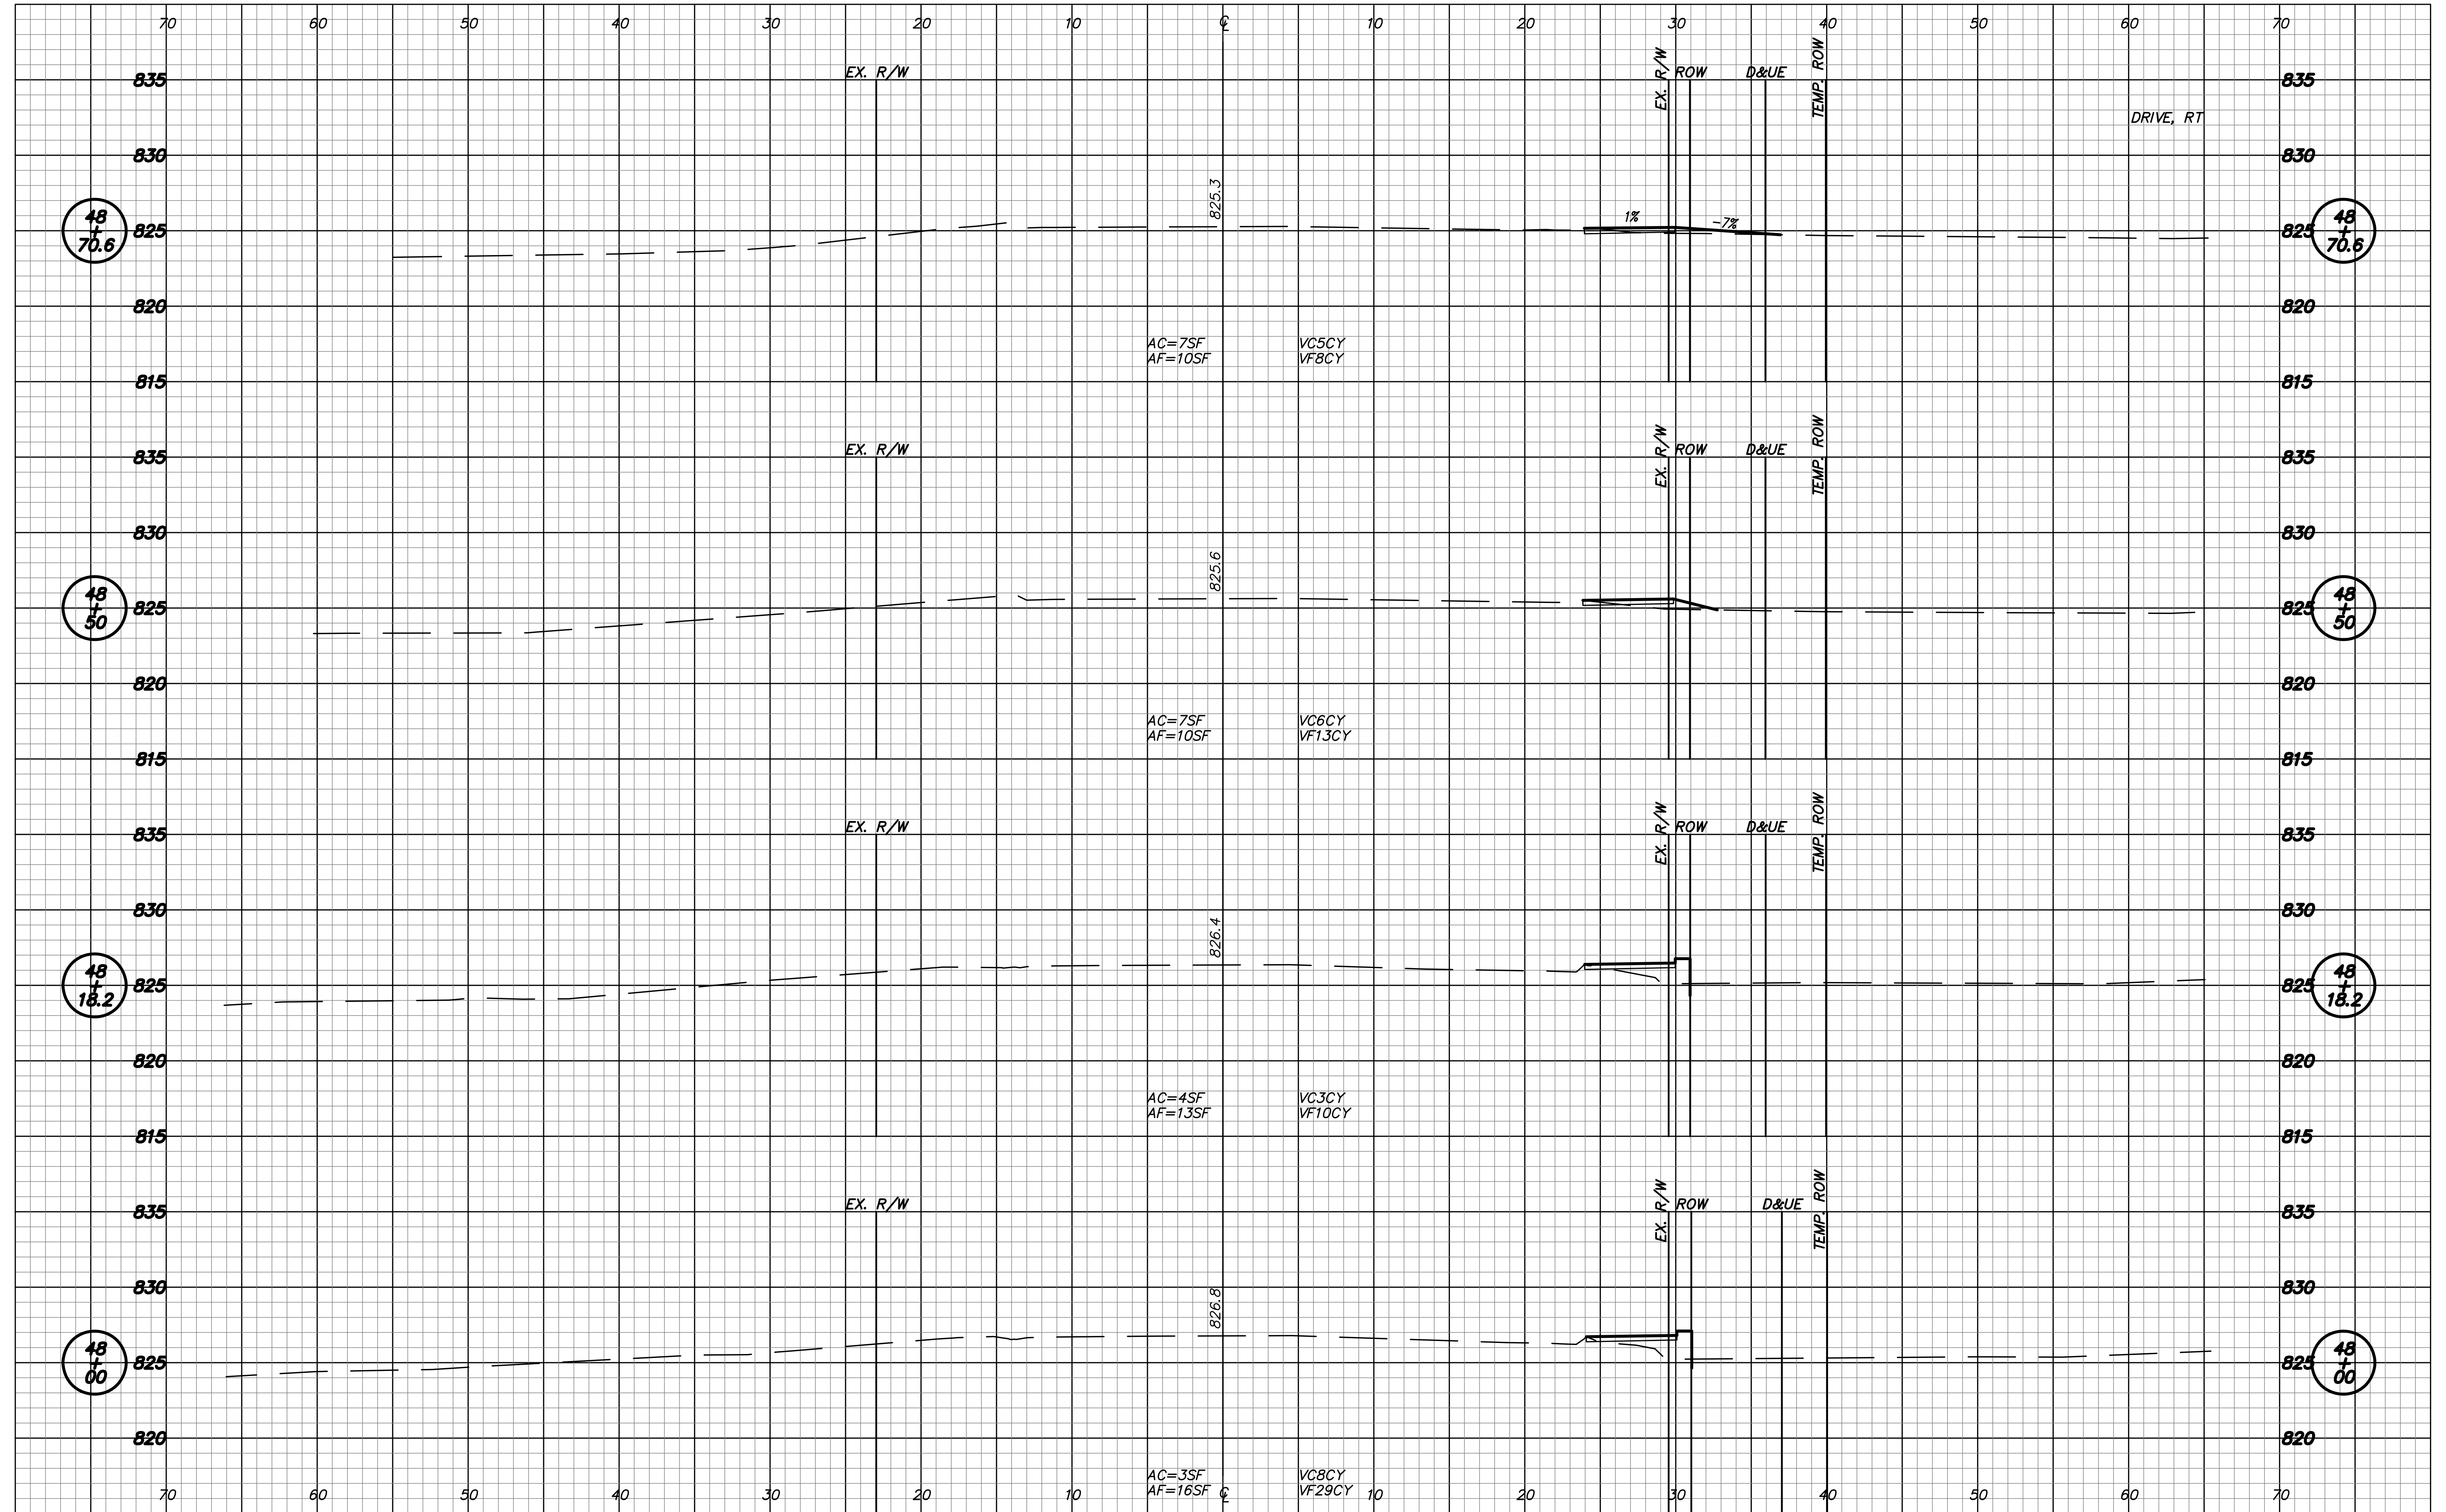 70 60 50 40 30 20 10 ℄ 10 20 30 40 50 60 70
EX. R/W EX. R/W ROW D&UE TEMP. ROW
835 835
DRIVE, RT
830 830
825.3
1% -7%
48 + 70.6 825 825 48 + 70.6
820 820
AC=7SF VC5CY
AF=10SF VF8CY
815 815
EX. R/W EX. R/W ROW D&UE TEMP. ROW
835 835
830 830
825.6
48 + 50 825 825 48 + 50
820 820
AC=7SF VC6CY
AF=10SF VF13CY
815 815
EX. R/W EX. R/W ROW D&UE TEMP. ROW
835 835
830 830
826.4
48 + 18.2 825 825 48 + 18.2
820 820
AC=4SF VC3CY
AF=13SF VF10CY
815 815
EX. R/W EX. R/W ROW D&UE TEMP. ROW
835 835
830 830
826.8
48 + 00 825 825 48 + 00
820 820
AC=3SF VC8CY
AF=16SF VF29CY
70 60 50 40 30 20 10 ℄ 10 20 30 40 50 60 70